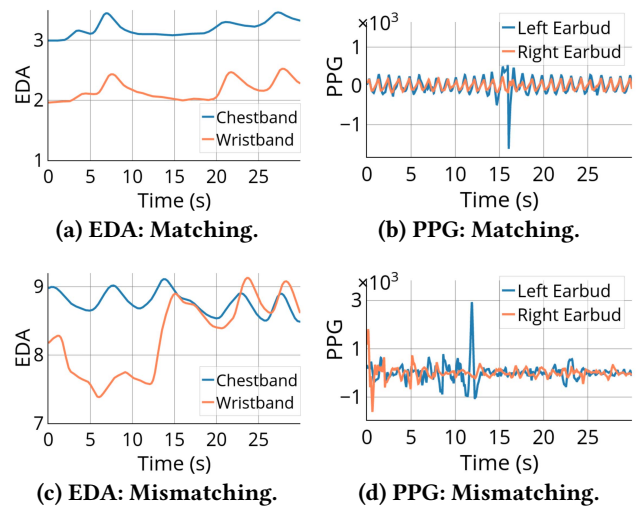 3
2
1
EDA
Chestband
Wristband
0 5 10 15 20 25
Time (s)
(a) EDA: Matching.
×10³
1
0
−1
PPG
Left Earbud
Right Earbud
0 5 10 15 20 25
Time (s)
(b) PPG: Matching.
9
8
7
EDA
Chestband
Wristband
0 5 10 15 20 25
Time (s)
(c) EDA: Mismatching.
×10³
3
1
−1
PPG
Left Earbud
Right Earbud
0 5 10 15 20 25
Time (s)
(d) PPG: Mismatching.